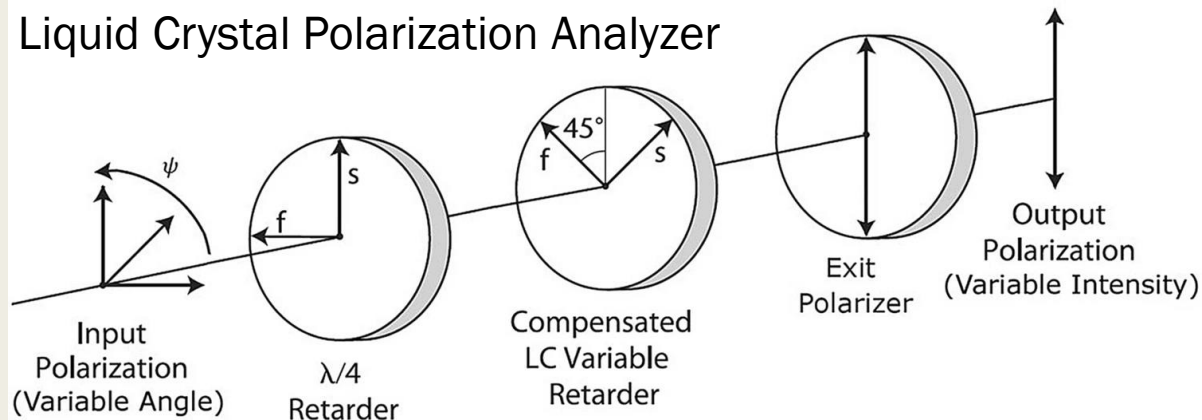 Liquid Crystal Polarization Analyzer
ψ
f
s
45°
f
s
Input
Polarization
(Variable Angle)
λ/4
Retarder
Compensated
LC Variable
Retarder
Exit
Polarizer
Output
Polarization
(Variable Intensity)